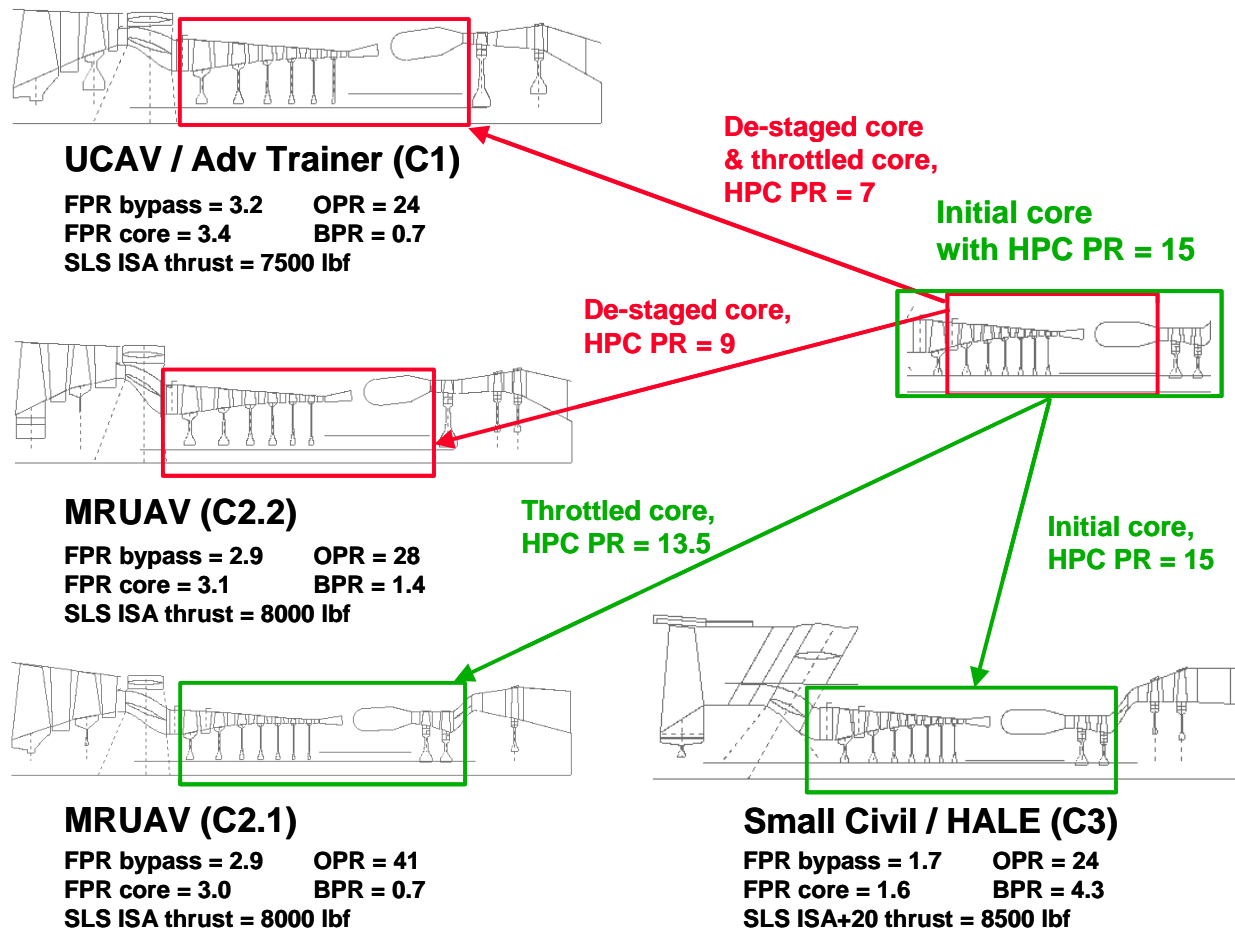 UCAV / Adv Trainer (C1)
FPR bypass = 3.2 OPR = 24
FPR core = 3.4 BPR = 0.7
SLS ISA thrust = 7500 lbf
De-staged core
& throttled core,
HPC PR = 7
Initial core
with HPC PR = 15
De-staged core,
HPC PR = 9
MRUAV (C2.2)
FPR bypass = 2.9 OPR = 28
FPR core = 3.1 BPR = 1.4
SLS ISA thrust = 8000 lbf
Throttled core,
HPC PR = 13.5
Initial core,
HPC PR = 15
MRUAV (C2.1)
FPR bypass = 2.9 OPR = 41
FPR core = 3.0 BPR = 0.7
SLS ISA thrust = 8000 lbf
Small Civil / HALE (C3)
FPR bypass = 1.7 OPR = 24
FPR core = 1.6 BPR = 4.3
SLS ISA+20 thrust = 8500 lbf